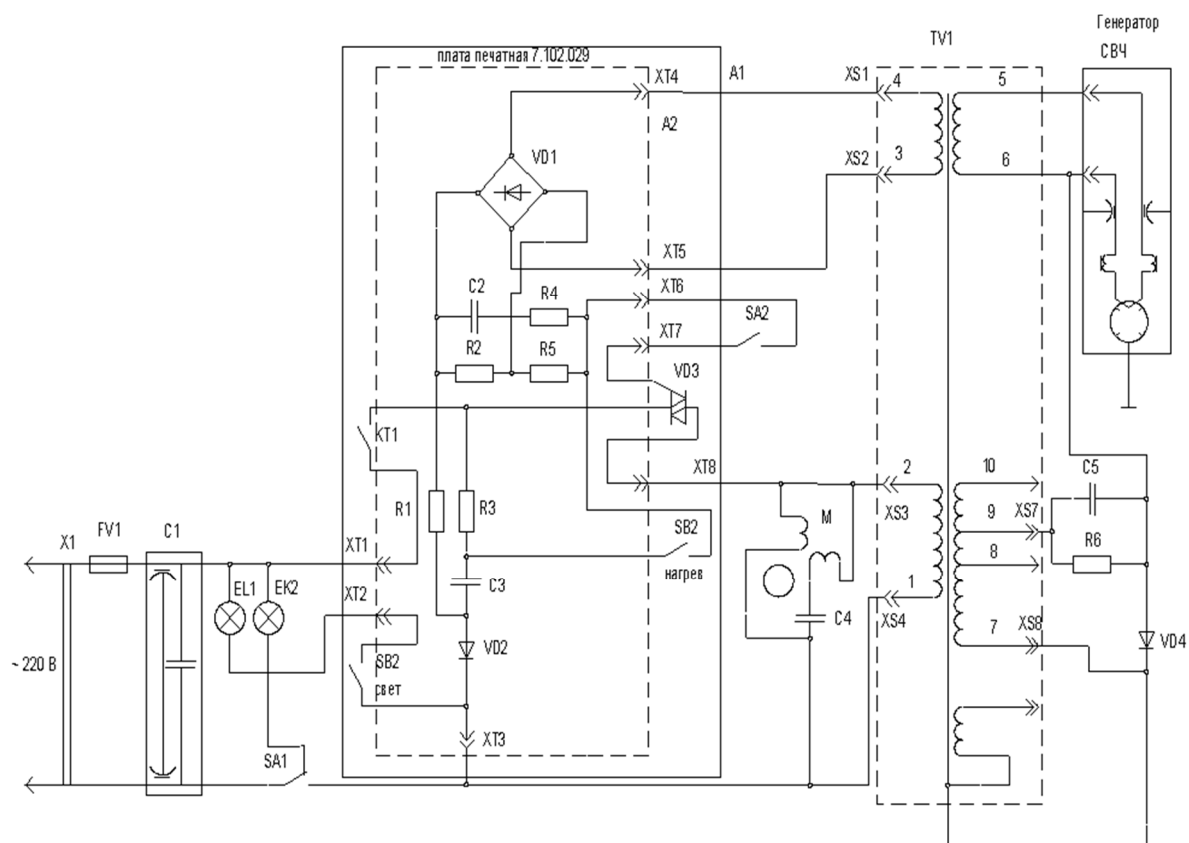 Генератор
СВЧ
TV1
плата печатная 7.102.029
A1
XT4
A2
XS1
4
5
VD1
XS2
3
6
XT5
XT6
C2
R4
SA2
XT7
R2
R5
VD3
KT1
XT8
2
10
C5
XS3
9
XS7
M
R1
R3
SB2
нагрев
8
R6
X1
FV1
C1
XT1
EL1
EK2
XT2
C3
1
XS4
C4
7
XS8
~ 220 В
SB2
свет
VD2
VD4
SA1
XT3